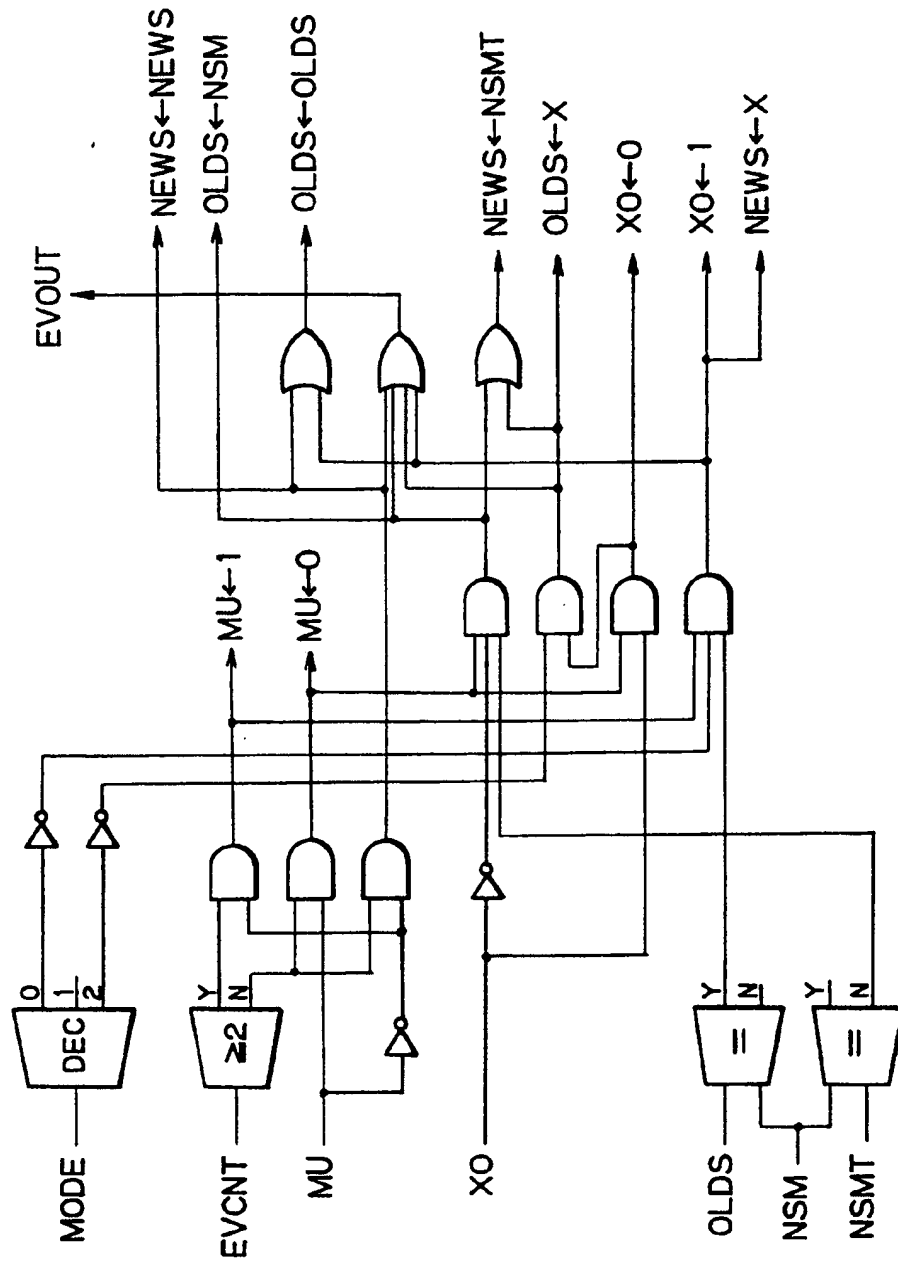 MODE
DEC
0
1
2
EVCNT
≥2
Y
N
MU
XO
OLDS
=
Y
N
NSM
NSMT
=
Y
N
MU←1
MU←0
EVOUT
NEWS←NEWS
OLDS←NSM
OLDS←OLDS
NEWS←NSMT
OLDS←X
XO←0
XO←1
NEWS←X